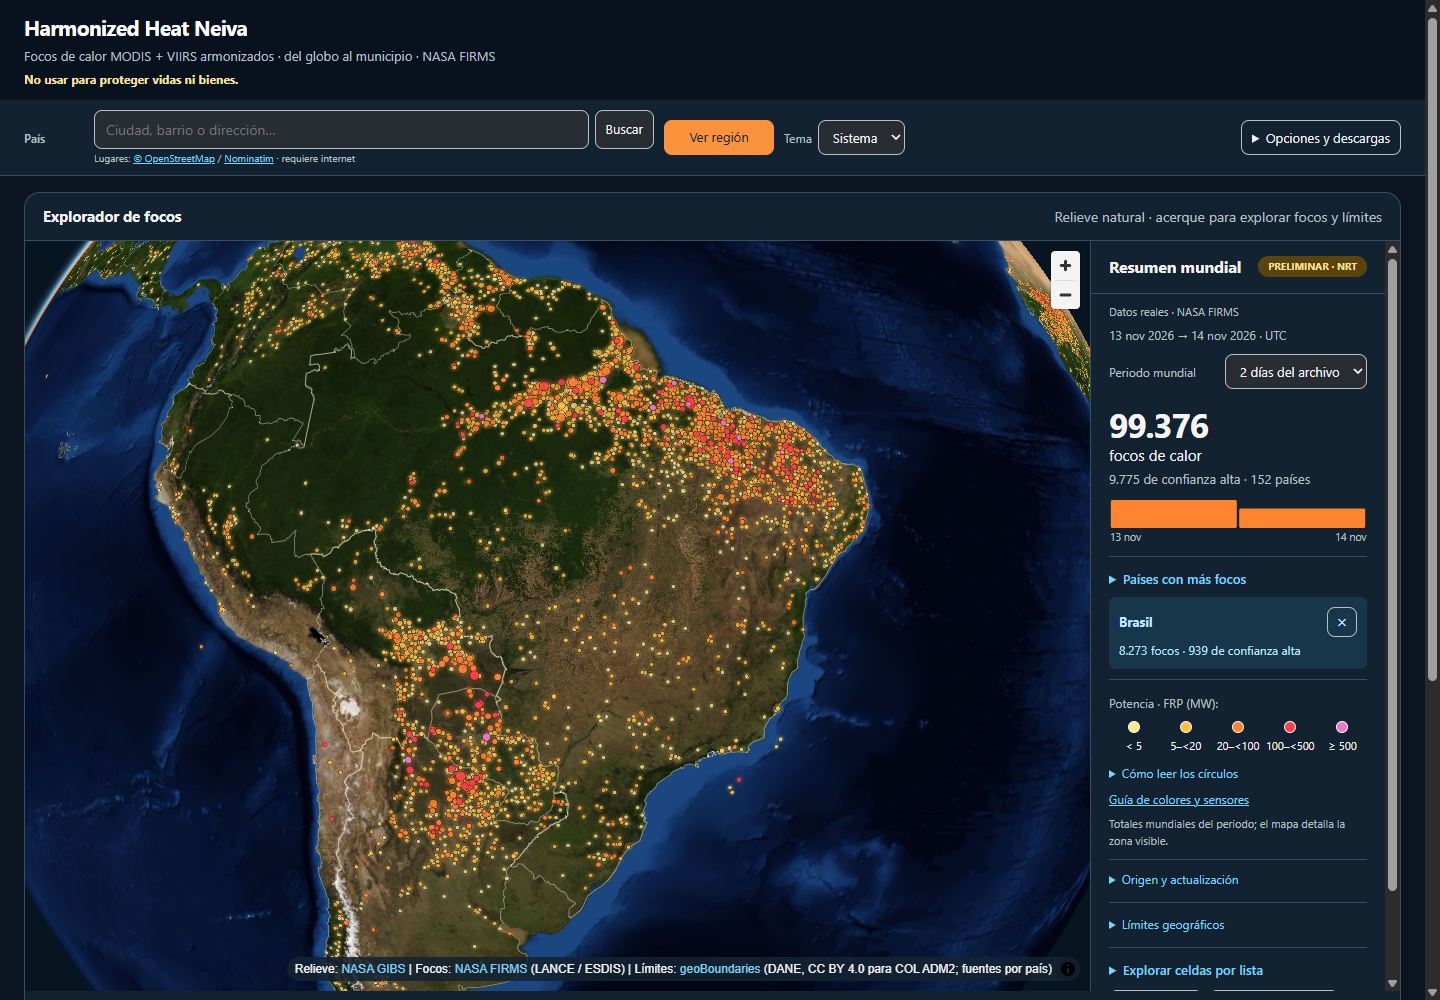 Harmonized Heat Neiva
Focos de calor MODIS + VIIRS armonizados · del globo al municipio · NASA FIRMS
No usar para proteger vidas ni bienes.
País
Ciudad, barrio o dirección...
Buscar
Ver región
Tema
Sistema
Opciones y descargas
Lugares: © OpenStreetMap / Nominatim · requiere internet
Explorador de focos
Relieve natural · acerque para explorar focos y límites
Resumen mundial
PRELIMINAR · NRT
Datos reales · NASA FIRMS
13 nov 2026 → 14 nov 2026 · UTC
Periodo mundial
2 días del archivo
99.376
focos de calor
9.775 de confianza alta · 152 países
13 nov
14 nov
Países con más focos
Brasil
8.273 focos · 939 de confianza alta
Potencia · FRP (MW):
< 5
5–<20
20–<100
100–<500
≥ 500
Cómo leer los círculos
Guía de colores y sensores
Totales mundiales del periodo; el mapa detalla la
zona visible.
Origen y actualización
Límites geográficos
Explorar celdas por lista
Relieve: NASA GIBS | Focos: NASA FIRMS (LANCE / ESDIS) | Límites: geoBoundaries (DANE, CC BY 4.0 para COL ADM2; fuentes por país)